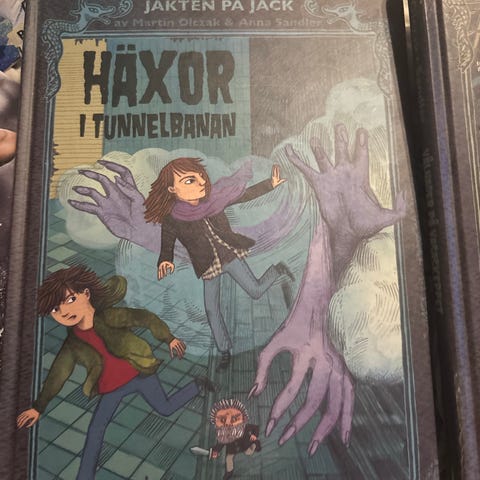 JAKTEN PÅ JACK
av Martin Olczak & Anna Sandler
HÄXOR
I TUNNELBANAN